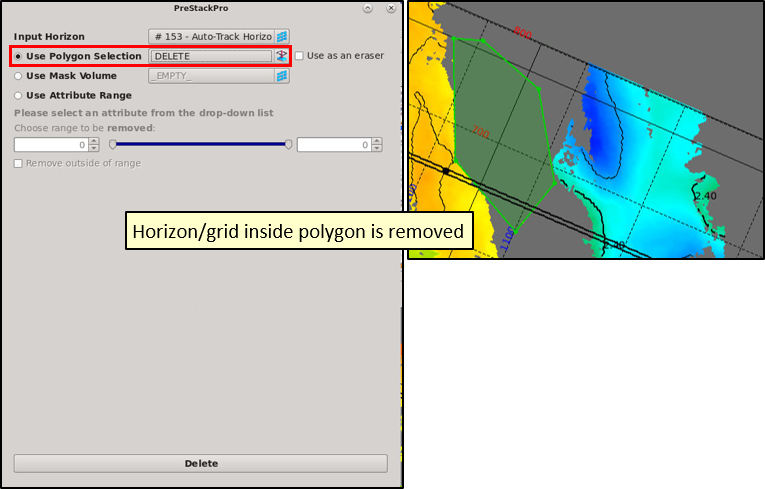 PreStackPro
Input Horizon # 153 - Auto-Track Horizo
Use Polygon Selection DELETE Use as an eraser
Use Mask Volume _EMPTY_
Use Attribute Range
Please select an attribute from the drop-down list
Choose range to be removed:
0 0
Remove outside of range
Horizon/grid inside polygon is removed
Delete
800
700
2.40
1100
2.40